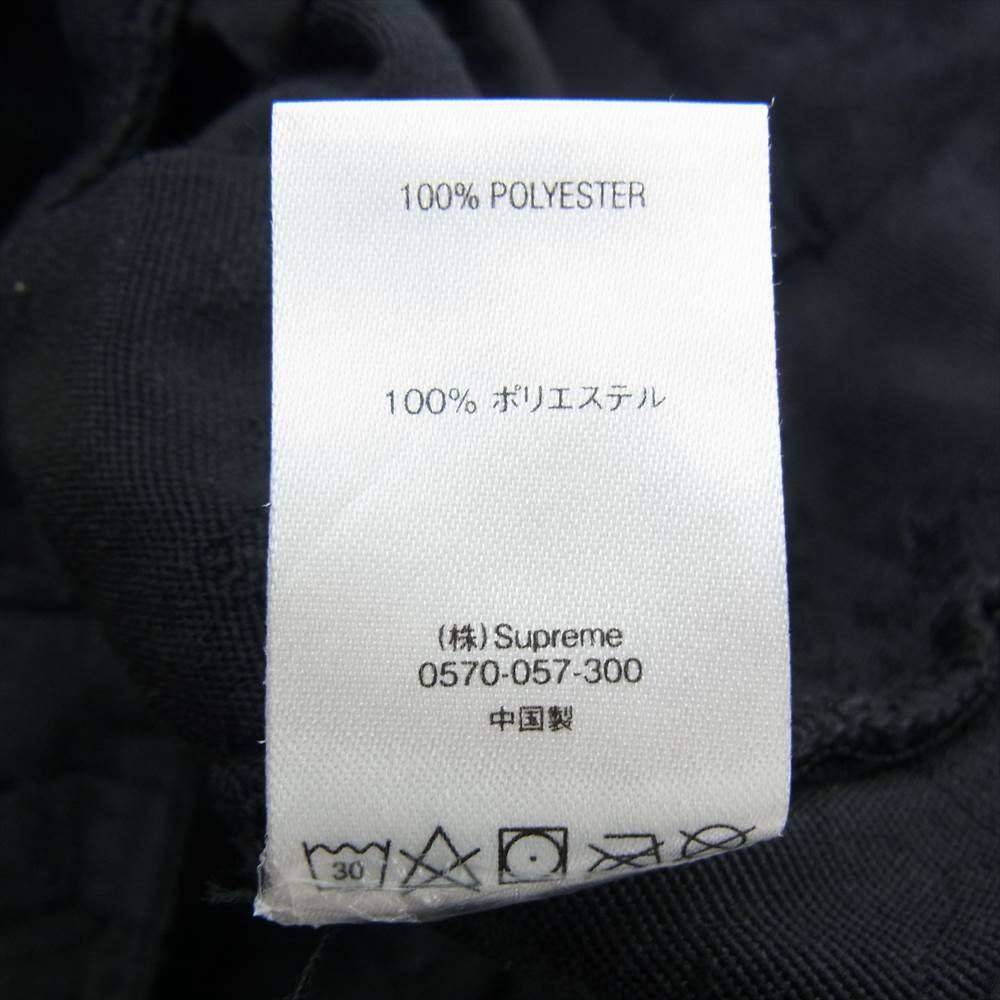 100% POLYESTER
100% ポリエステル
(株) Supreme
0570-057-300
中国製
30